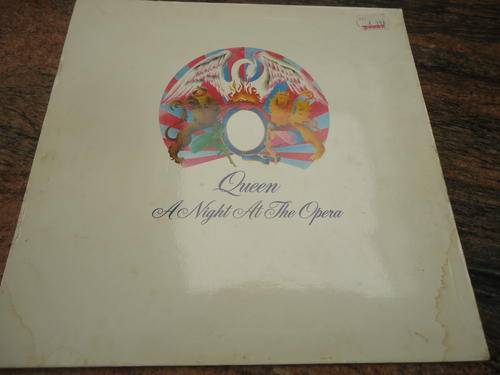 Queen
A Night At The Opera